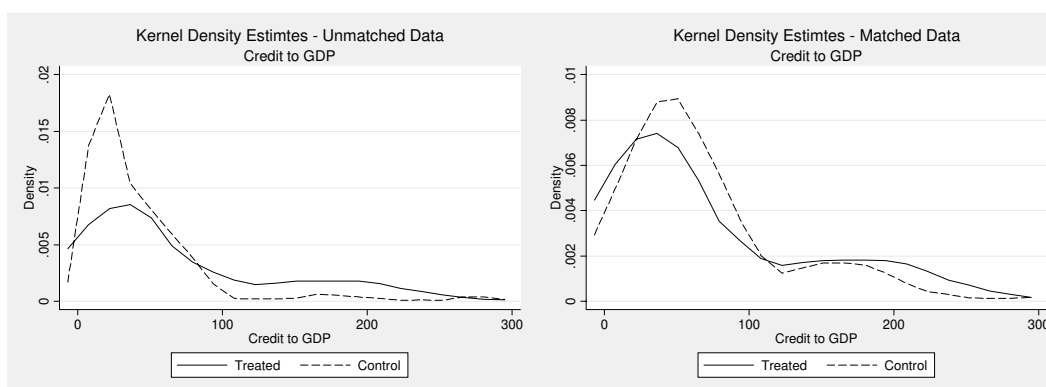 Kernel Density Estimtes - Unmatched Data
Credit to GDP
.02
.015
.01
.005
0
Density
0 100 200 300
Credit to GDP
Treated Control
Kernel Density Estimtes - Matched Data
Credit to GDP
.01
.008
.006
.004
.002
0
Density
0 100 200 300
Credit to GDP
Treated Control